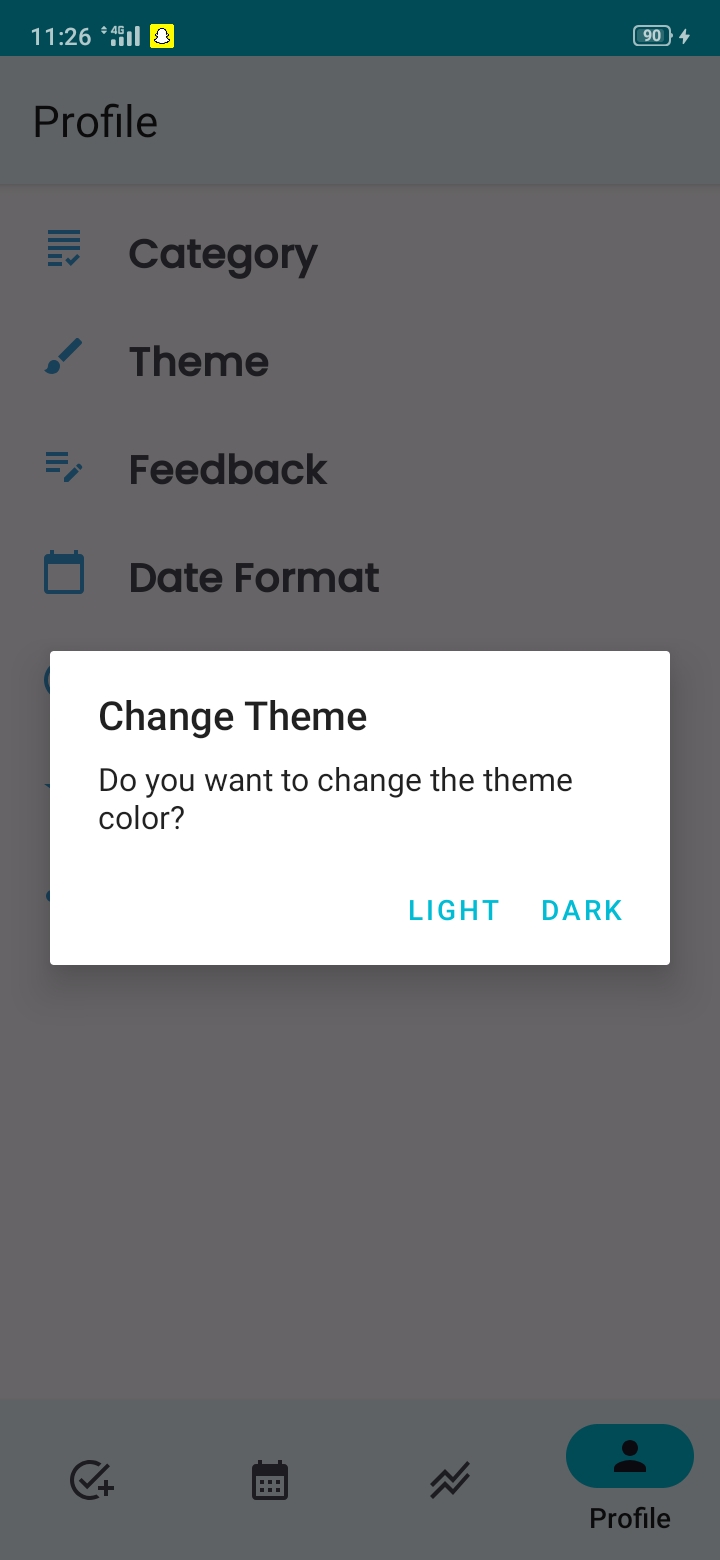 11:26 4G 90
Profile
Category
Theme
Feedback
Date Format
Change Theme
Do you want to change the theme
color?
LIGHT DARK
Profile